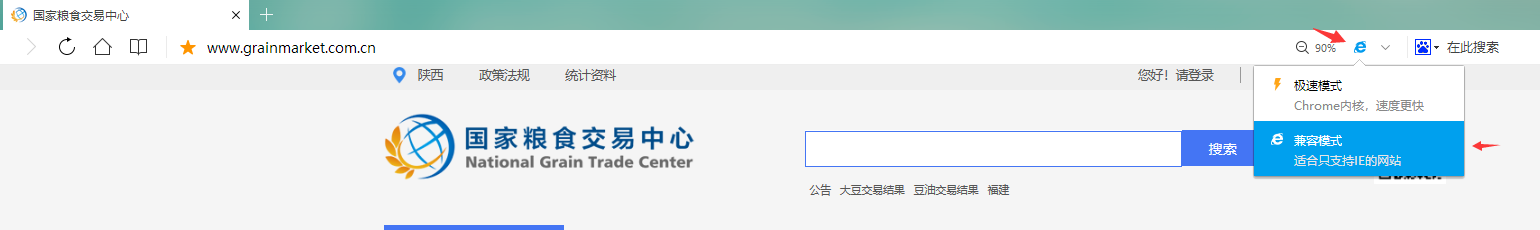 国家粮食交易中心
www.grainmarket.com.cn
90%
在此搜索
陕西
政策法规
统计资料
您好！请登录
极速模式
Chrome内核，速度更快
兼容模式
适合只支持IE的网站
国家粮食交易中心
National Grain Trade Center
搜索
公告 大豆交易结果 豆油交易结果 福建